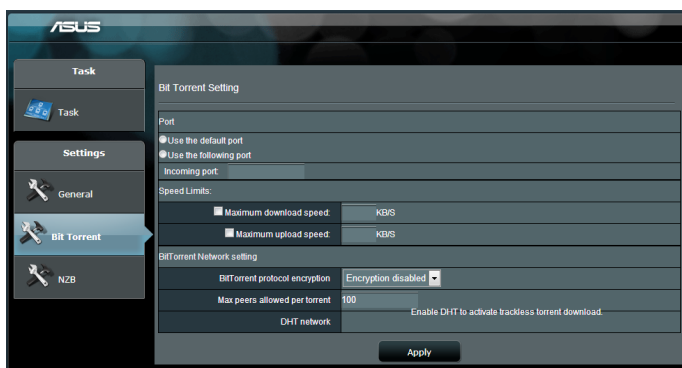 ASUS
Task
Task
Settings
General
Bit Torrent
NZB
Bit Torrent Setting
Port
Use the default port
Use the following port
Incoming port:
Speed Limits:
Maximum download speed: KB/S
Maximum upload speed: KB/S
BitTorrent Network setting
BitTorrent protocol encryption Encryption disabled
Max peers allowed per torrent 100
Enable DHT to activate trackless torrent download.
DHT network
Apply